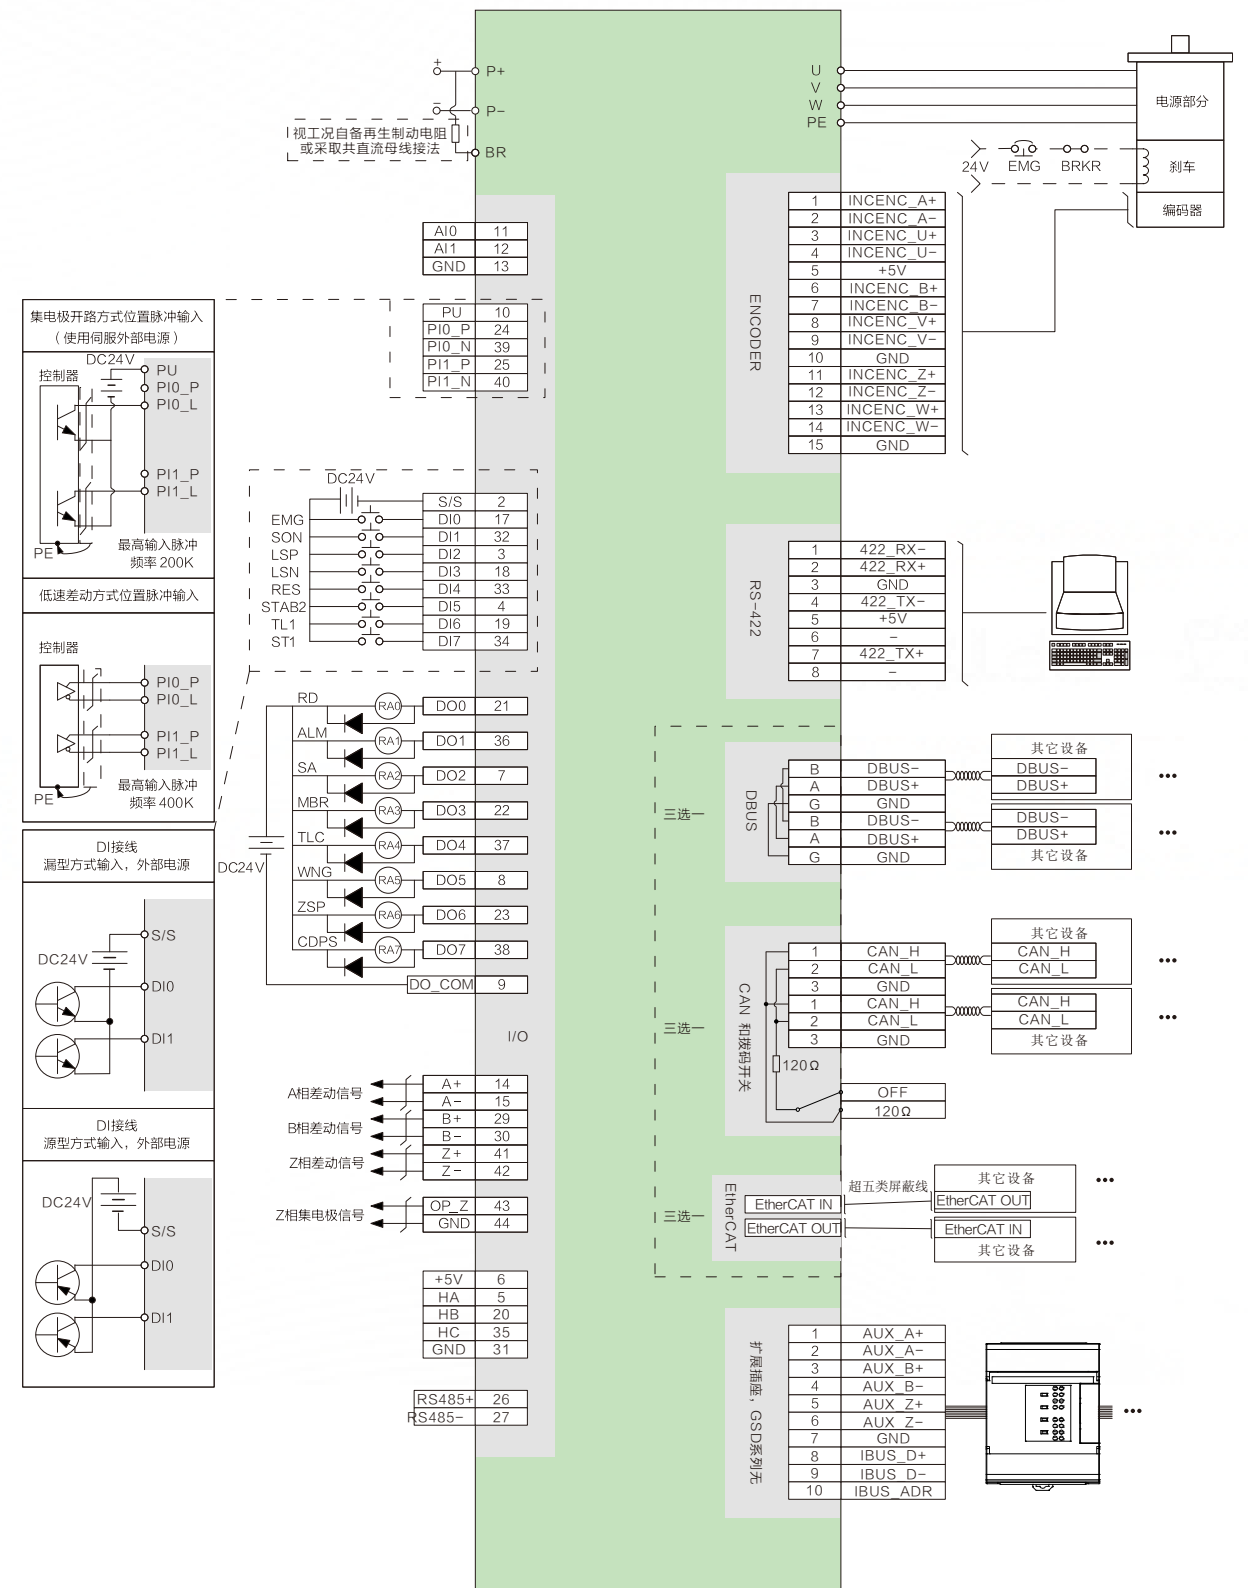 +
P+
−
P−
视工况自备再生制动电阻
或采取共直流母线接法
BR
AI0 11
AI1 12
GND 13
PU 10
PI0_P 24
PI0_N 39
PI1_P 25
PI1_N 40
集电极开路方式位置脉冲输入
（使用伺服外部电源）
DC24V
控制器
PU
PI0_P
PI0_L
PI1_P
PI1_L
PE
最高输入脉冲
频率200K
低速差动方式位置脉冲输入
控制器
PI0_P
PI0_L
PI1_P
PI1_L
PE
最高输入脉冲
频率400K
DI接线
漏型方式输入，外部电源
S/S
DC24V
DI0
DI1
DI接线
源型方式输入，外部电源
DC24V
S/S
DI0
DI1
DC24V
S/S 2
EMG DI0 17
SON DI1 32
LSP DI2 3
LSN DI3 18
RES DI4 33
STAB2 DI5 4
TL1 DI6 19
ST1 DI7 34
RD RA0 DO0 21
ALM RA1 DO1 36
SA RA2 DO2 7
MBR RA3 DO3 22
TLC RA4 DO4 37
DC24V
WNG RA5 DO5 8
ZSP RA6 DO6 23
CDPS RA7 DO7 38
DO_COM 9
I/O
A相差动信号
A+ 14
A− 15
B相差动信号
B+ 29
B− 30
Z相差动信号
Z+ 41
Z− 42
Z相集电极信号
OP_Z 43
GND 44
+5V 6
HA 5
HB 20
HC 35
GND 31
RS485+ 26
RS485− 27
U
V
W
PE
电源部分
24V
EMG
BRKR
刹车
编码器
ENCODER
1 INCENC_A+
2 INCENC_A−
3 INCENC_U+
4 INCENC_U−
5 +5V
6 INCENC_B+
7 INCENC_B−
8 INCENC_V+
9 INCENC_V−
10 GND
11 INCENC_Z+
12 INCENC_Z−
13 INCENC_W+
14 INCENC_W−
15 GND
RS−422
1 422_RX−
2 422_RX+
3 GND
4 422_TX−
5 +5V
6 −
7 422_TX+
8 −
三选一
DBUS
B DBUS−
A DBUS+
G GND
B DBUS−
A DBUS+
G GND
其它设备
DBUS−
DBUS+
•••
DBUS−
DBUS+
其它设备
•••
三选一
CAN 和拨码开关
1 CAN_H
2 CAN_L
3 GND
1 CAN_H
2 CAN_L
3 GND
120Ω
OFF
120Ω
其它设备
CAN_H
CAN_L
•••
CAN_H
CAN_L
其它设备
•••
三选一
EtherCAT
EtherCAT IN
EtherCAT OUT
超五类屏蔽线
其它设备
EtherCAT OUT
•••
EtherCAT IN
其它设备
•••
扩展插座，GSD系列无
1 AUX_A+
2 AUX_A−
3 AUX_B+
4 AUX_B−
5 AUX_Z+
6 AUX_Z−
7 GND
8 IBUS_D+
9 IBUS_D−
10 IBUS_ADR
•••